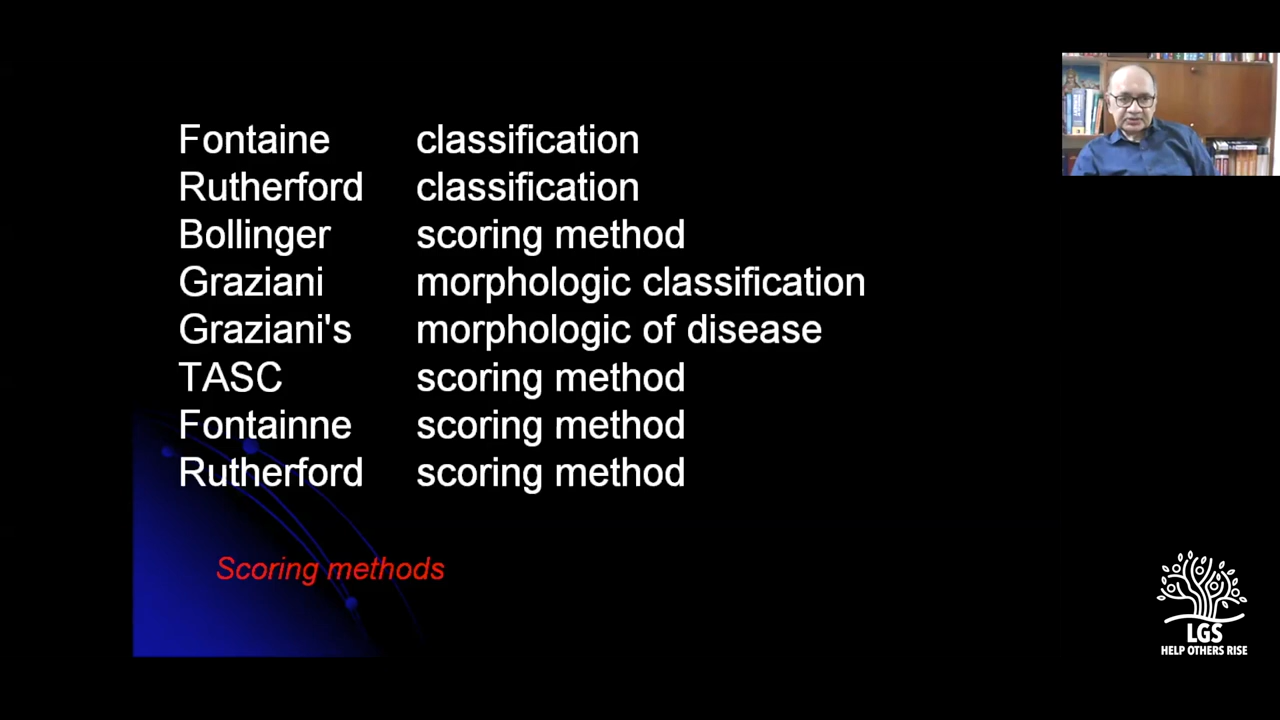 Fontaine classification
Rutherford classification
Bollinger scoring method
Graziani morphologic classification
Graziani's morphologic of disease
TASC scoring method
Fontainne scoring method
Rutherford scoring method
Scoring methods
LGS
HELP OTHERS RISE